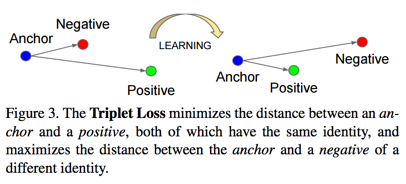 Negative
Anchor
LEARNING
Positive
Negative
Anchor
Positive
Figure 3. The Triplet Loss minimizes the distance between an an-
chor and a positive, both of which have the same identity, and
maximizes the distance between the anchor and a negative of a
different identity.